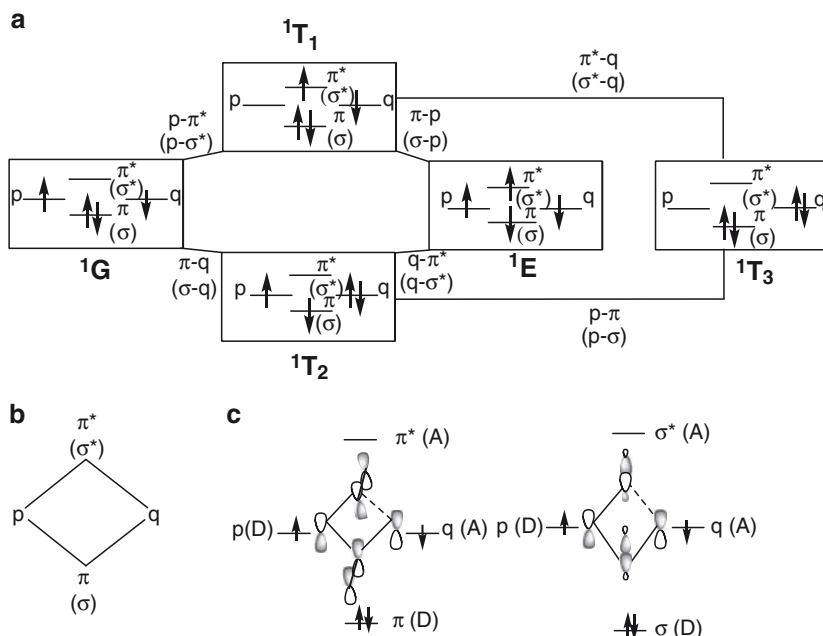 a
¹T₁
π*-q
(σ*-q)
π*
p (σ*) q
π
(σ)
p-π*
(p-σ*)
π-p
(σ-p)
π*
p (σ*) q
π
(σ)
¹G
π*
p (σ*) q
π
(σ)
¹E
π*
p (σ*) q
π
(σ)
¹T₃
π-q
(σ-q)
q-π*
(q-σ*)
π*
p (σ*) q
π
(σ)
¹T₂
p-π
(p-σ)
b
π*
(σ*)
p q
π
(σ)
c
π* (A)
p(D) q (A)
π (D)
σ* (A)
p (D) q (A)
σ (D)